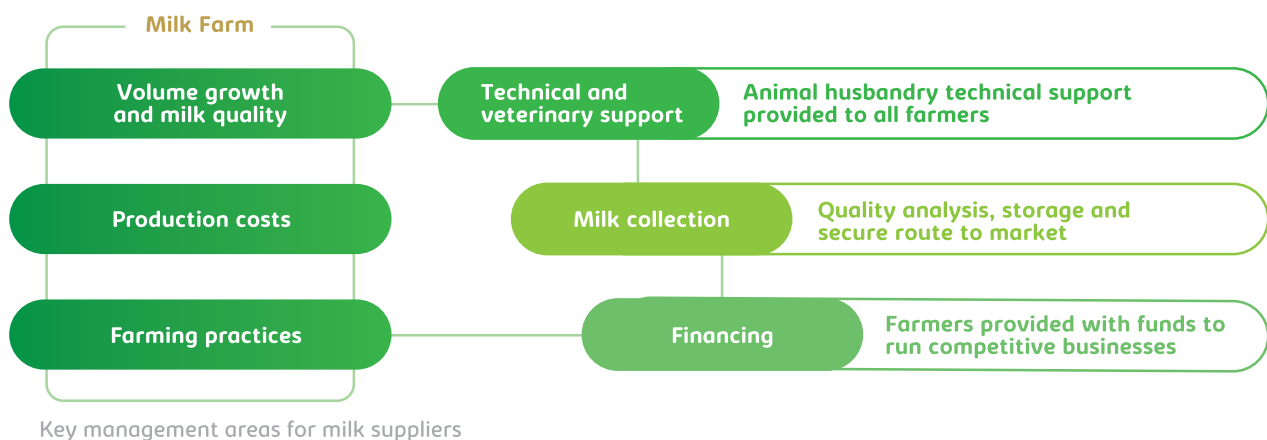 Milk Farm
Volume growth
and milk quality
Technical and
veterinary support
Animal husbandry technical support
provided to all farmers
Production costs
Milk collection
Quality analysis, storage and
secure route to market
Farming practices
Financing
Farmers provided with funds to
run competitive businesses
Key management areas for milk suppliers